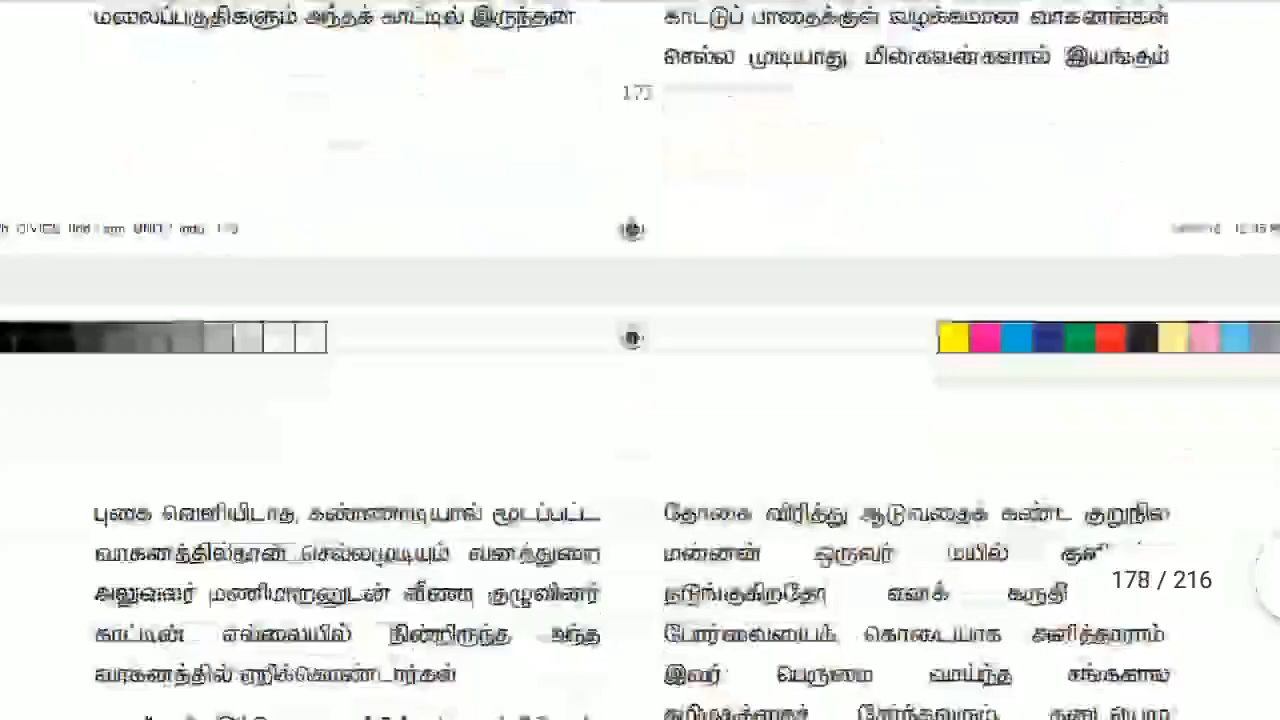 மலைப்பகுதிகளும் அந்தக் காட்டில் இருந்தன
காட்டுப் பாதைக்குள் வழக்கமான வாகனங்கள்
செல்ல முடியாது மின்கலன்களால் இயங்கும்
173
புகை வெளியிடாத, கண்ணாடியால் மூடப்பட்ட
வாகனத்தில்தான் செல்லமுடியும் வனத்துறை
அலுவலர் மணிமாறனுடன் வீணை குழுவினர்
காட்டின் எல்லையில் நின்றிருந்த அந்த
வாகனத்தில் ஏறிக்கொண்டார்கள்
தோகை விரித்து ஆடுவதைக் கண்ட குறுநில
மன்னன் ஒருவர் மயில்
நடுங்குகிறதோ எனக் கருதி
போர்வையைக் கொடையாக அளித்தாராம்
இவர் பெருமை வாய்ந்த சங்ககால
178 / 216